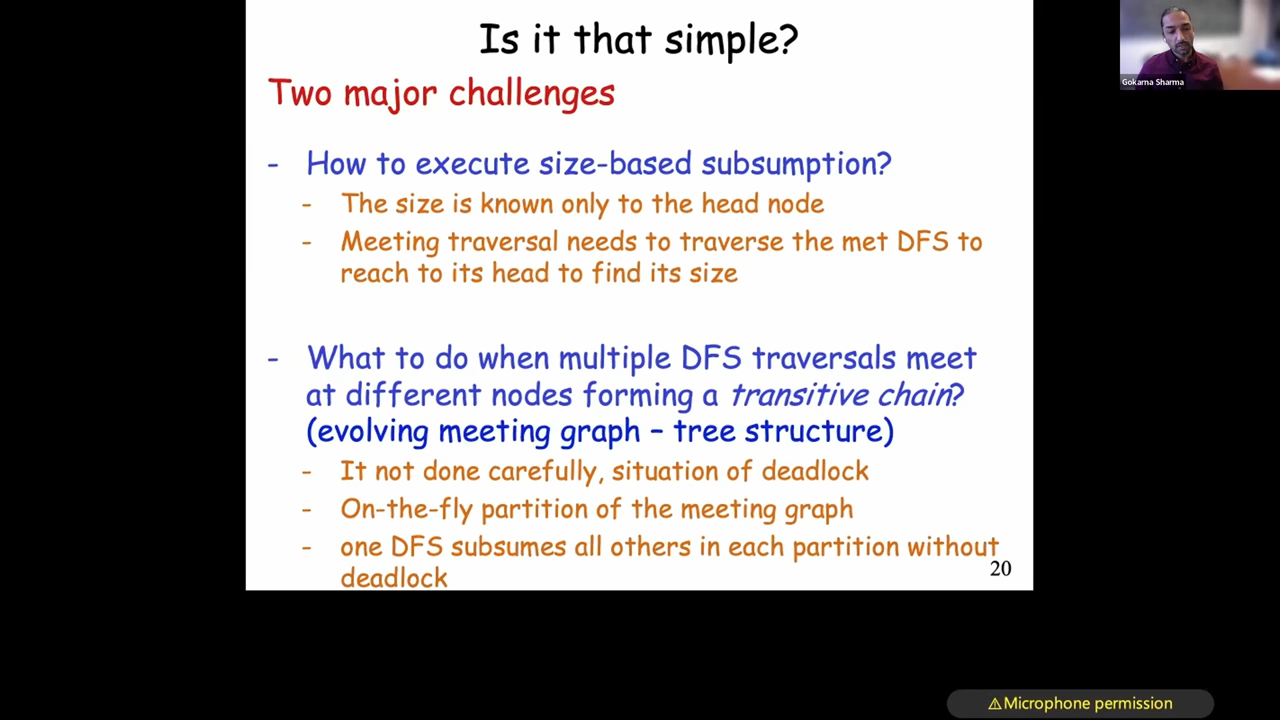 Is it that simple?
Two major challenges
- How to execute size-based subsumption?
- The size is known only to the head node
- Meeting traversal needs to traverse the met DFS to
reach to its head to find its size
- What to do when multiple DFS traversals meet
at different nodes forming a transitive chain?
(evolving meeting graph – tree structure)
- It not done carefully, situation of deadlock
- On-the-fly partition of the meeting graph
- one DFS subsumes all others in each partition without
deadlock
20
Gokarna Sharma
⚠Microphone permission